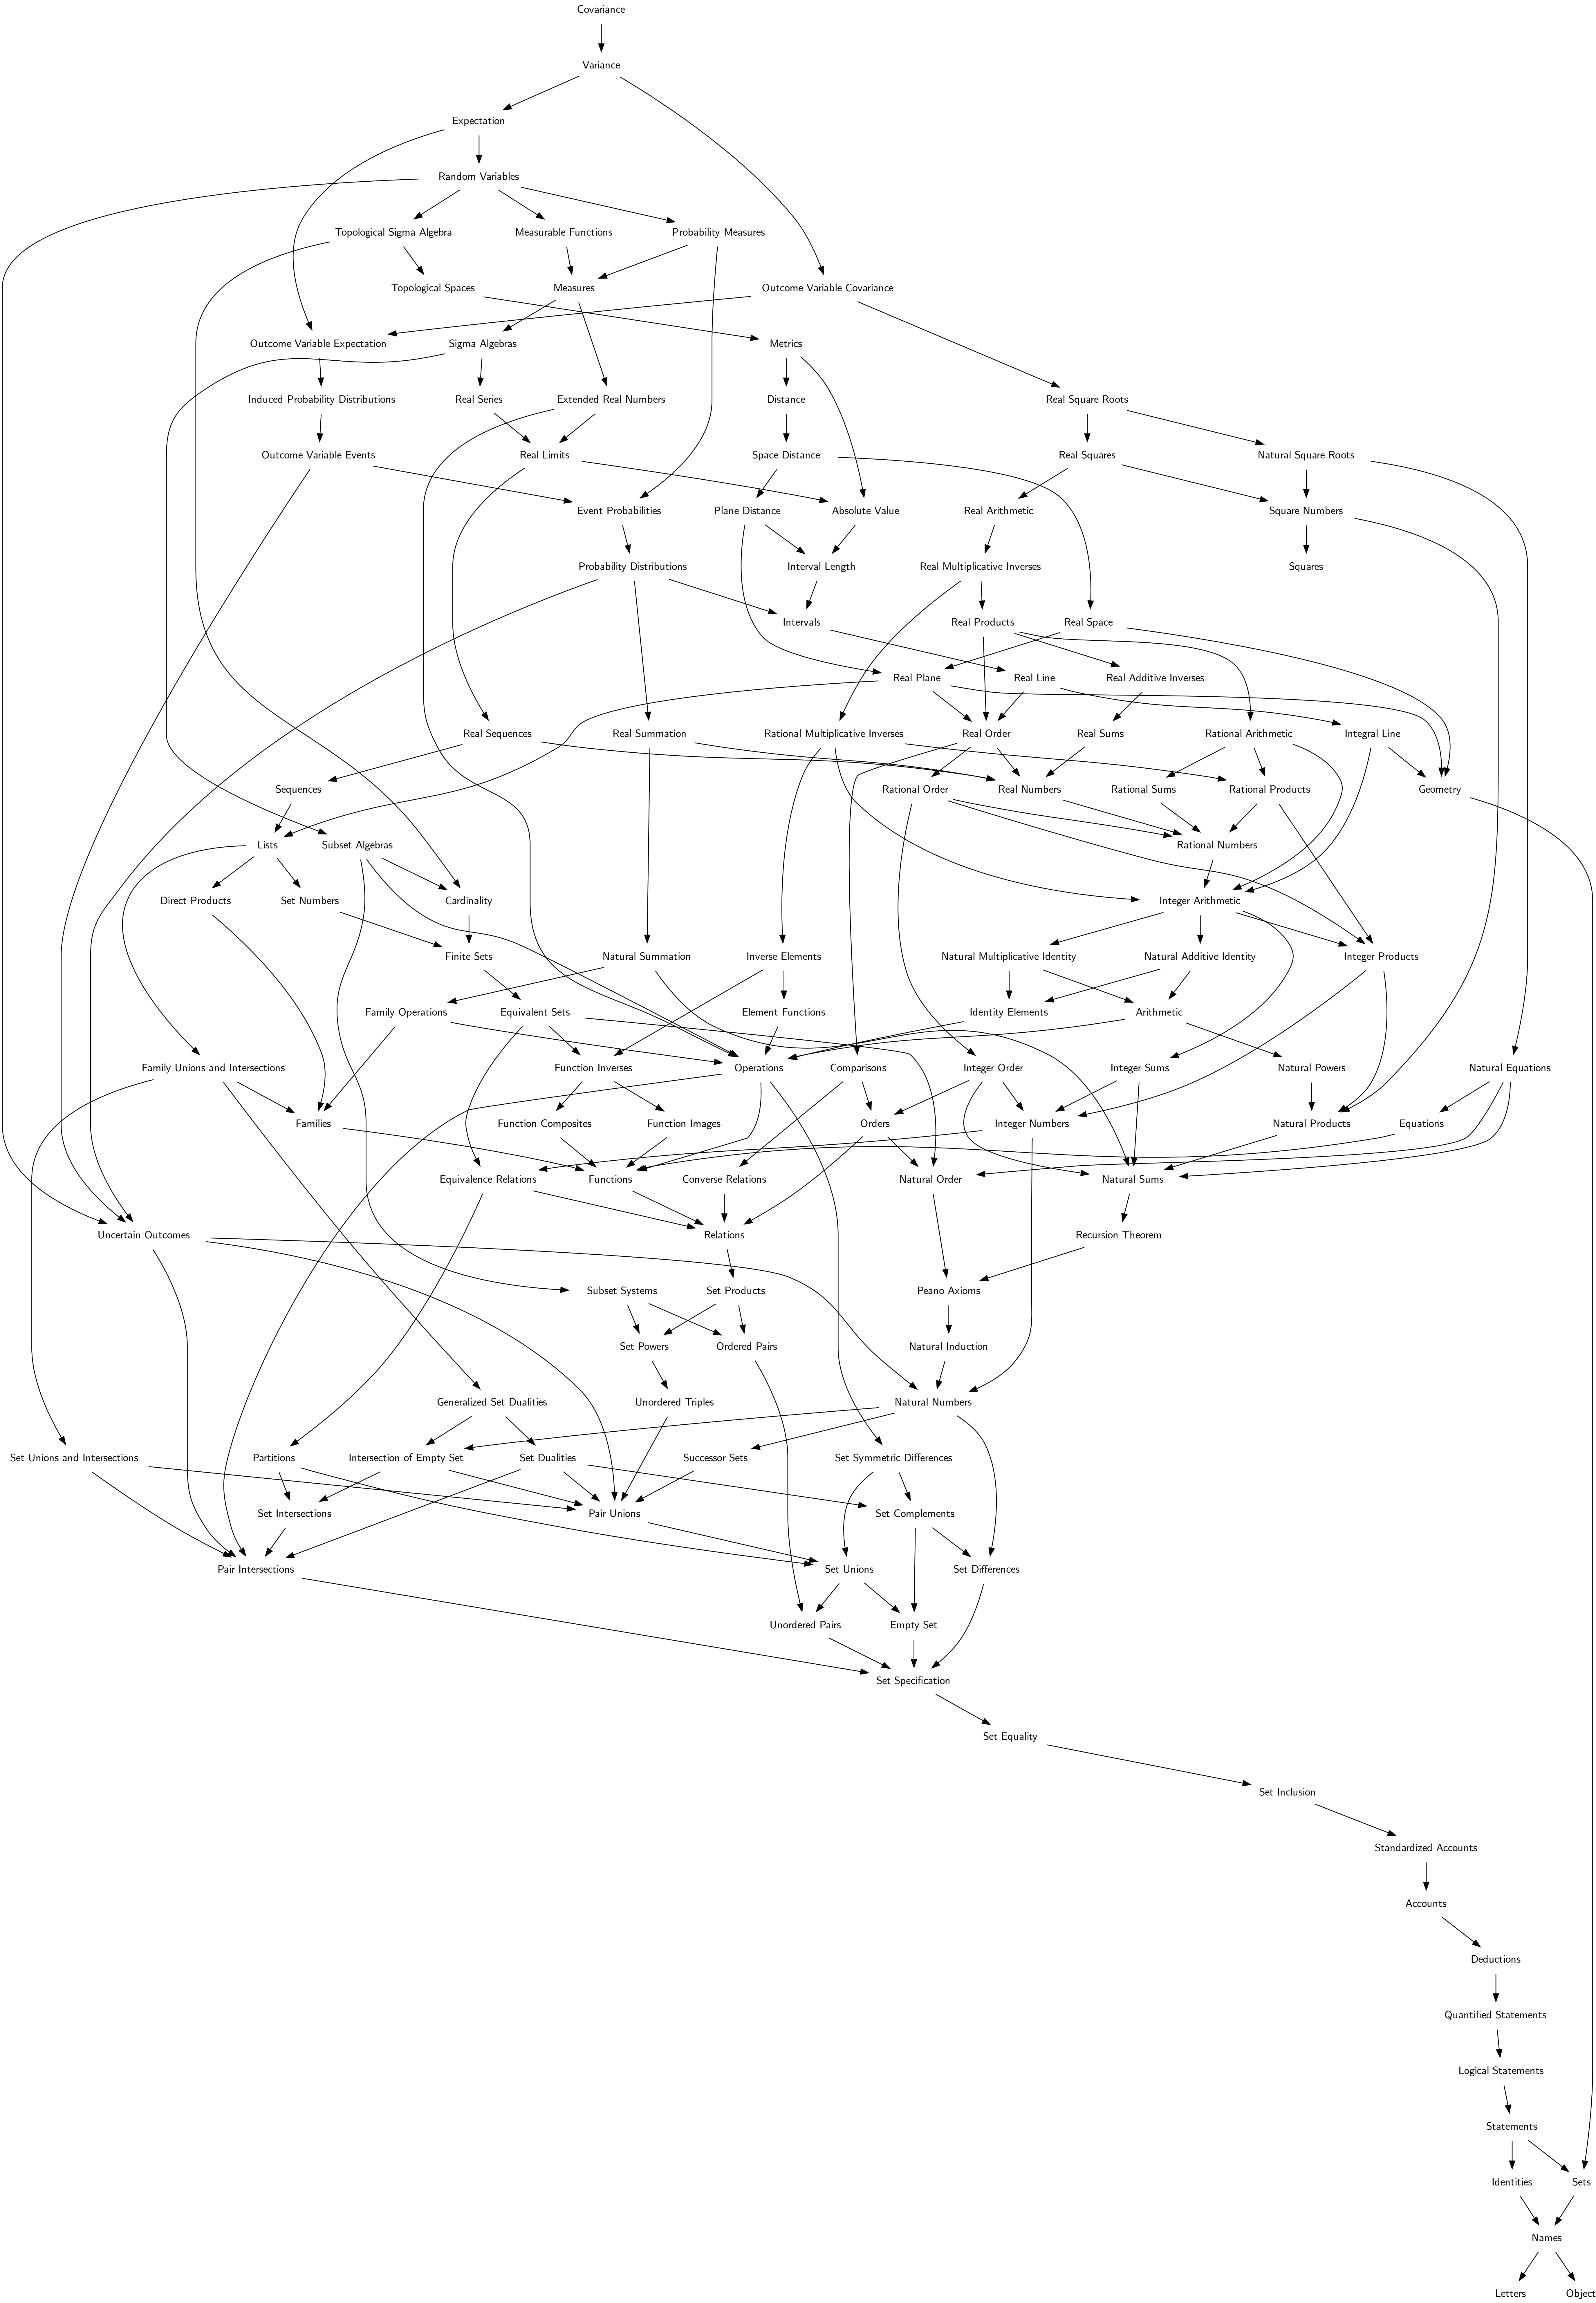 Covariance
Variance
Expectation
Random Variables
Topological Sigma Algebra
Measurable Functions
Probability Measures
Topological Spaces
Measures
Outcome Variable Covariance
Outcome Variable Expectation
Sigma Algebras
Metrics
Induced Probability Distributions
Real Series
Extended Real Numbers
Distance
Real Square Roots
Outcome Variable Events
Real Limits
Space Distance
Real Squares
Natural Square Roots
Event Probabilities
Plane Distance
Absolute Value
Real Arithmetic
Square Numbers
Probability Distributions
Interval Length
Real Multiplicative Inverses
Squares
Intervals
Real Products
Real Space
Real Plane
Real Line
Real Additive Inverses
Real Sequences
Real Summation
Rational Multiplicative Inverses
Real Order
Real Sums
Rational Arithmetic
Integral Line
Sequences
Rational Order
Real Numbers
Rational Sums
Rational Products
Geometry
Lists
Subset Algebras
Rational Numbers
Direct Products
Set Numbers
Cardinality
Integer Arithmetic
Finite Sets
Natural Summation
Inverse Elements
Natural Multiplicative Identity
Natural Additive Identity
Integer Products
Family Operations
Equivalent Sets
Element Functions
Identity Elements
Arithmetic
Family Unions and Intersections
Function Inverses
Operations
Comparisons
Integer Order
Integer Sums
Natural Powers
Natural Equations
Families
Function Composites
Function Images
Orders
Integer Numbers
Natural Products
Equations
Equivalence Relations
Functions
Converse Relations
Natural Order
Natural Sums
Uncertain Outcomes
Relations
Recursion Theorem
Subset Systems
Set Products
Peano Axioms
Set Powers
Ordered Pairs
Natural Induction
Generalized Set Dualities
Unordered Triples
Natural Numbers
Set Unions and Intersections
Partitions
Intersection of Empty Set
Set Dualities
Successor Sets
Set Symmetric Differences
Set Intersections
Pair Unions
Set Complements
Pair Intersections
Set Unions
Set Differences
Unordered Pairs
Empty Set
Set Specification
Set Equality
Set Inclusion
Standardized Accounts
Accounts
Deductions
Quantified Statements
Logical Statements
Statements
Identities
Sets
Names
Letters
Object